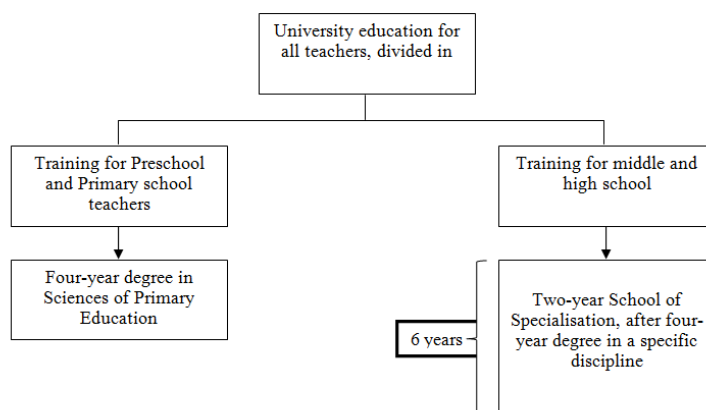 University education for
all teachers, divided in
Training for Preschool
and Primary school
teachers
Training for middle and
high school
Four-year degree in
Sciences of Primary
Education
6 years
Two-year School of
Specialisation, after four-
year degree in a specific
discipline